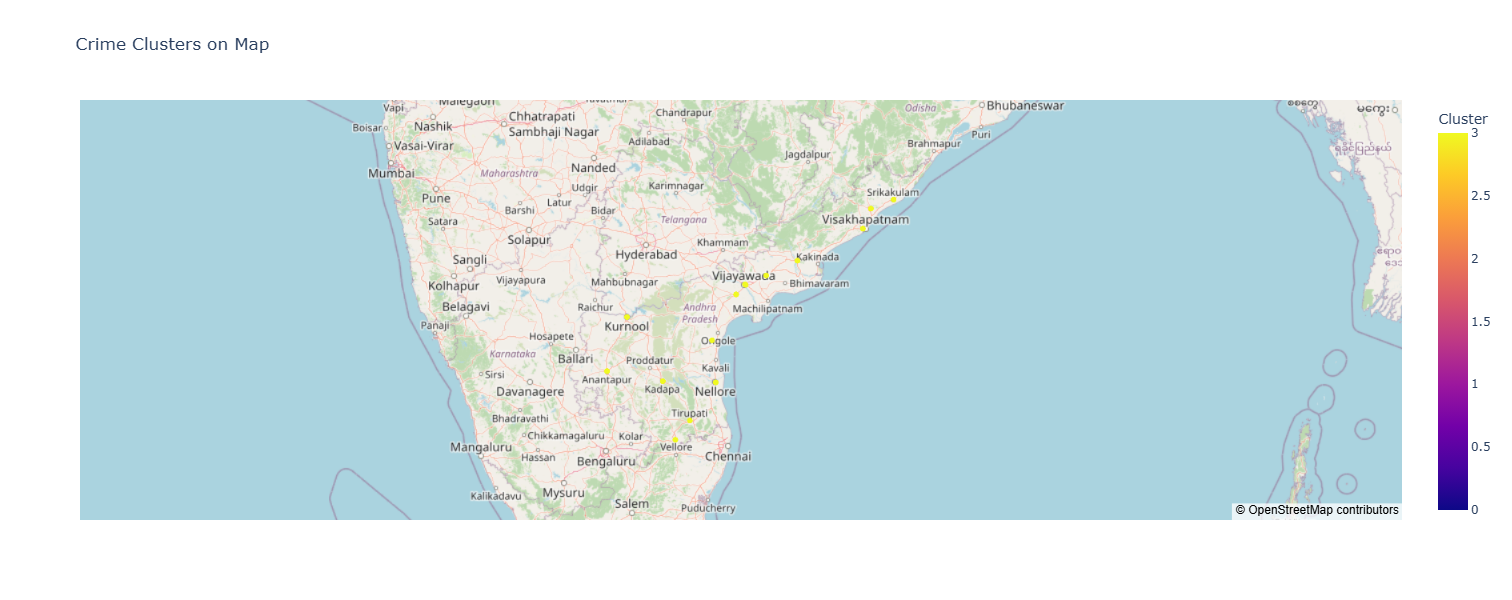 Crime Clusters on Map
Malegaon
Vapi
Chhatrapati
Sambhaji Nagar
Chandrapur
Odisha
Bhubaneswar
Nashik
Boisar
Puri
Vasai-Virar
Adilabad
Brahmapur
Jagdalpur
Mumbai
Nanded
Maharashtra
Udgir
Karimnagar
Srikakulam
Pune
Latur
Barshi
Bidar
Satara
Telangana
Visakhapatnam
Solapur
Khammam
Hyderabad
Kakinada
Sangli
Vijayapura
Mahbubnagar
Vijayawada
Bhimavaram
Kolhapur
Belagavi
Raichur
Andhra
Pradesh
Machilipatnam
Panaji
Kurnool
Hosapete
Ongole
Karnataka
Ballari
Proddatur
Kavali
Sirsi
Anantapur
Kadapa
Nellore
Davanagere
Bhadravathi
Tirupati
Chikkamagaluru
Kolar
Mangaluru
Vellore
Hassan
Bengaluru
Chennai
Kalikadavu
Mysuru
Salem
Puducherry
© OpenStreetMap contributors
Cluster
3
2.5
2
1.5
1
0.5
0